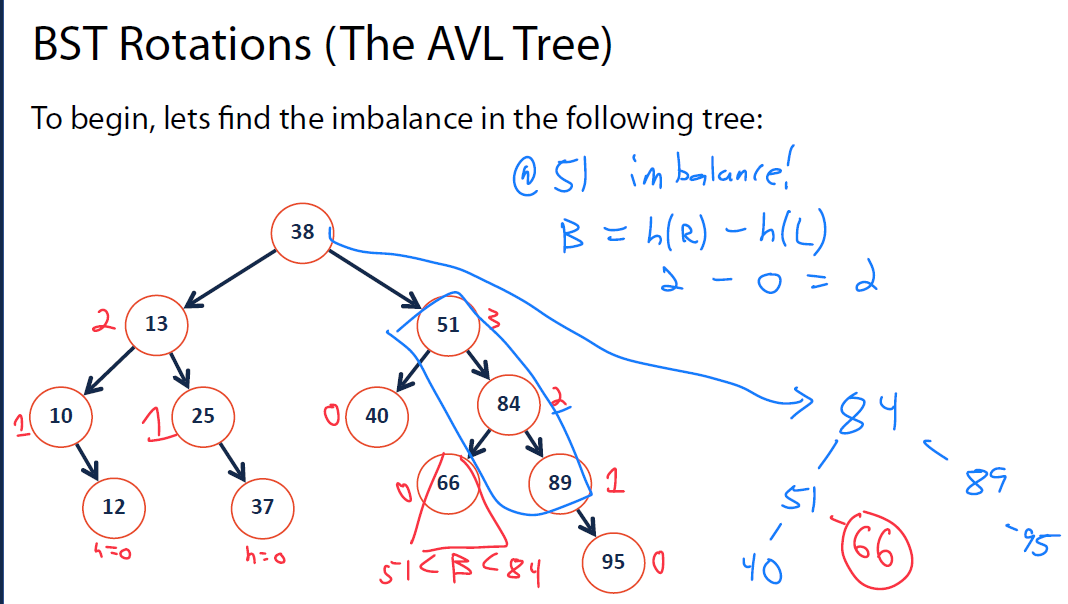 BST Rotations (The AVL Tree)
To begin, lets find the imbalance in the following tree:
@ 51 imbalance!
B = h(R) - h(L)
2 - 0 = 2
38
2 13
51 3
1 10
1 25
0 40
84 2
84
12
37
0 66
89 1
51
89
h=0
h=0
51 < B < 84
95 0
40
66
95